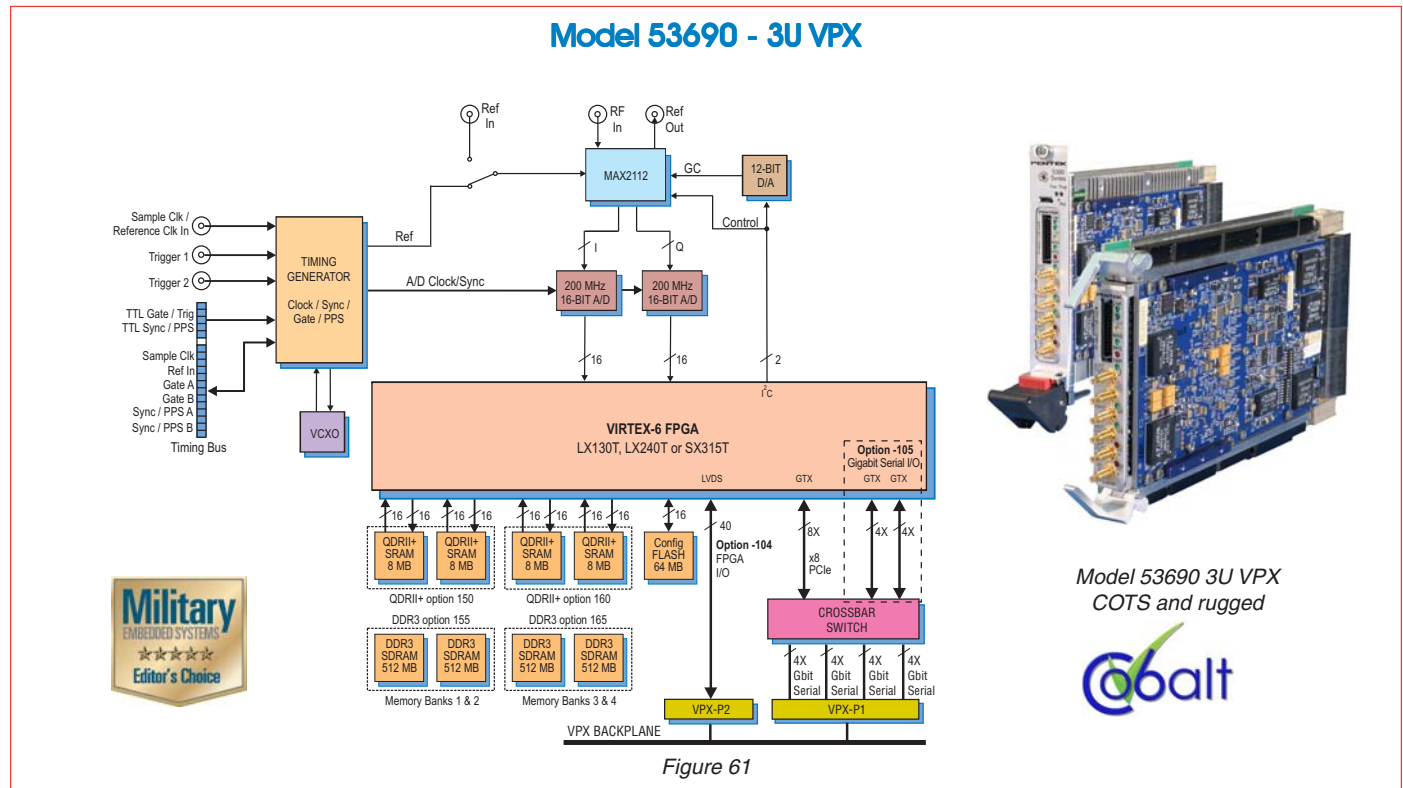 Model 53690 - 3U VPX
Ref
In
RF
In
Ref
Out
MAX2112
GC
12-BIT
D/A
Control
Sample Clk /
Reference Clk In
Trigger 1
Trigger 2
TTL Gate / Trig
TTL Sync / PPS
Sample Clk
Ref In
Gate A
Gate B
Sync / PPS A
Sync / PPS B
Timing Bus
TIMING
GENERATOR
Clock / Sync /
Gate / PPS
VCXO
Ref
A/D Clock/Sync
I
Q
200 MHz
16-BIT A/D
200 MHz
16-BIT A/D
16
16
2
I2C
VIRTEX-6 FPGA
LX130T, LX240T or SX315T
Option -105
Gigabit Serial I/O
LVDS
GTX
GTX
GTX
16
16
16
16
16
16
16
16
16
40
8X
4X
4X
QDRII+
SRAM
8 MB
QDRII+
SRAM
8 MB
QDRII+
SRAM
8 MB
QDRII+
SRAM
8 MB
Config
FLASH
64 MB
Option -104
FPGA
I/O
x8
PCIe
QDRII+ option 150
QDRII+ option 160
DDR3 option 155
DDR3 option 165
DDR3
SDRAM
512 MB
DDR3
SDRAM
512 MB
DDR3
SDRAM
512 MB
DDR3
SDRAM
512 MB
Memory Banks 1 & 2
Memory Banks 3 & 4
CROSSBAR
SWITCH
4X
Gbit
Serial
4X
Gbit
Serial
4X
Gbit
Serial
4X
Gbit
Serial
VPX-P2
VPX-P1
VPX BACKPLANE
Figure 61
Military
EMBEDDED SYSTEMS
Editor's Choice
PENTEK
Series
Model 53690 3U VPX
COTS and rugged
Cobalt